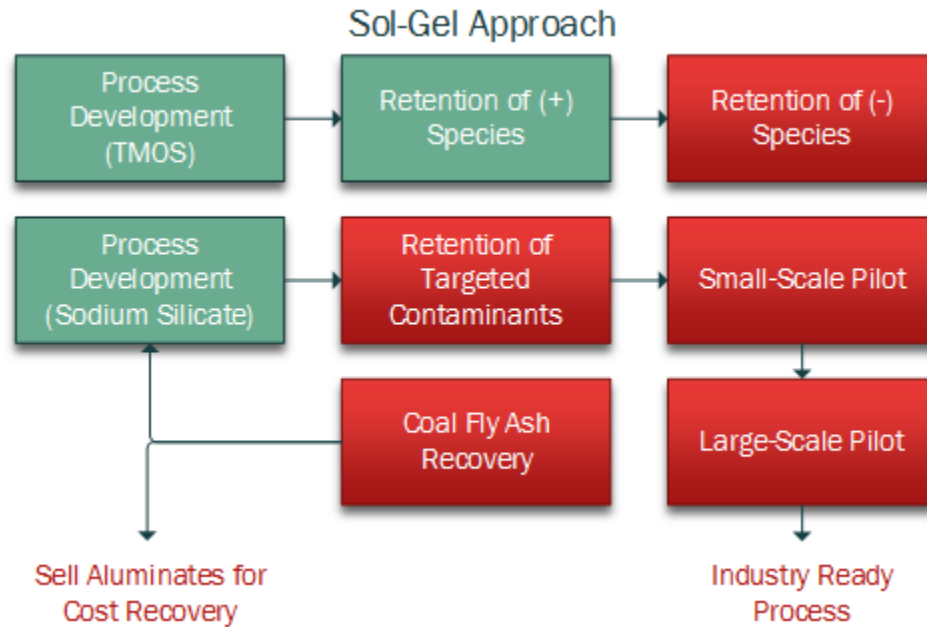 Sol-Gel Approach
Process
Development
(TMOS)
Retention of (+)
Species
Retention of (-)
Species
Process
Development
(Sodium Silicate)
Retention of
Targeted
Contaminants
Small-Scale Pilot
Coal Fly Ash
Recovery
Large-Scale Pilot
Sell Aluminates for
Cost Recovery
Industry Ready
Process